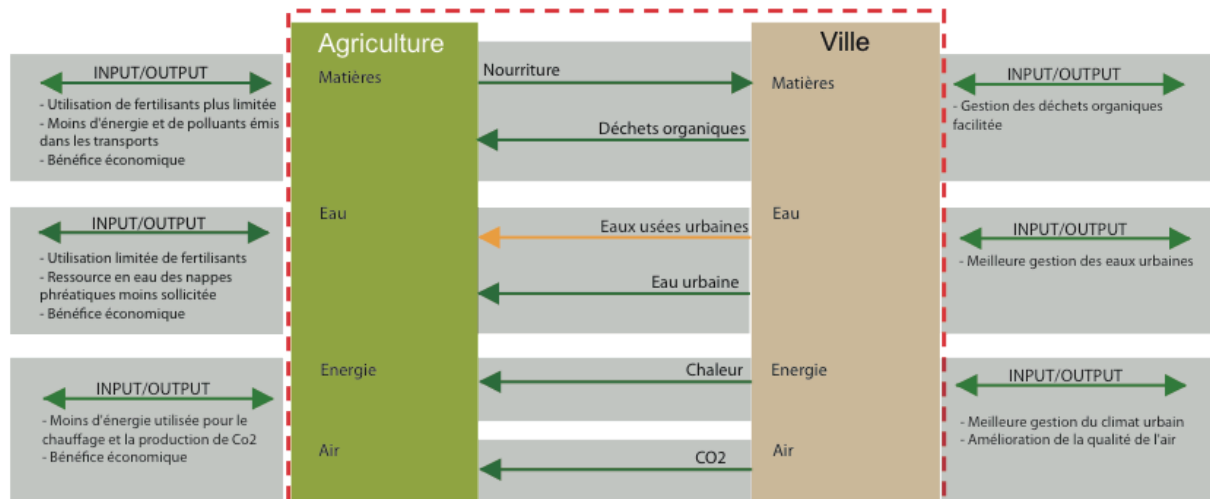 Agriculture
Ville
INPUT/OUTPUT
- Utilisation de fertilisants plus limitée
- Moins d'énergie et de polluants émis
dans les transports
- Bénéfice économique
Matières
Nourriture
Déchets organiques
Matières
INPUT/OUTPUT
- Gestion des déchets organiques
facilitée
INPUT/OUTPUT
- Utilisation limitée de fertilisants
- Ressource en eau des nappes
phréatiques moins sollicitée
- Bénéfice économique
Eau
Eaux usées urbaines
Eau urbaine
Eau
INPUT/OUTPUT
- Meilleure gestion des eaux urbaines
INPUT/OUTPUT
- Moins d'énergie utilisée pour le
chauffage et la production de Co2
- Bénéfice économique
Energie
Chaleur
Energie
Air
CO2
Air
INPUT/OUTPUT
- Meilleure gestion du climat urbain
- Amélioration de la qualité de l'air